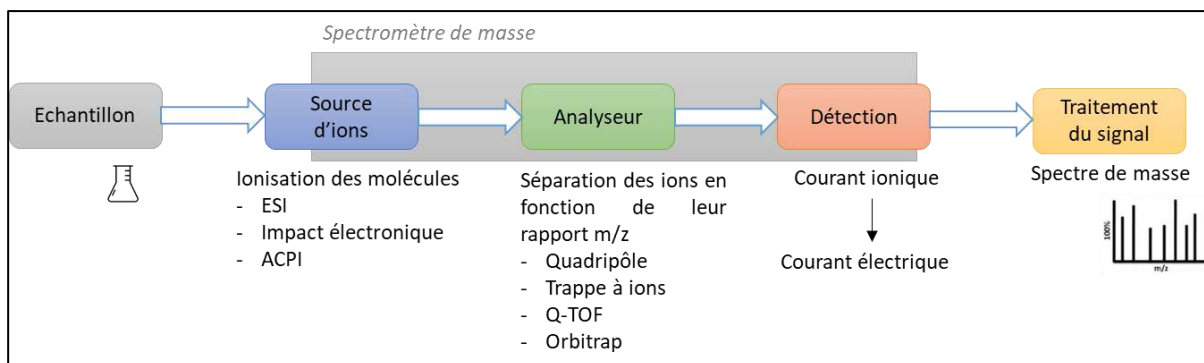 Spectromètre de masse
Echantillon
Source
d'ions
Analyseur
Détection
Traitement
du signal
Ionisation des molécules
- ESI
- Impact électronique
- ACPI
Séparation des ions en
fonction de leur
rapport m/z
- Quadripôle
- Trappe à ions
- Q-TOF
- Orbitrap
Courant ionique
Courant électrique
Spectre de masse
100%
m/z